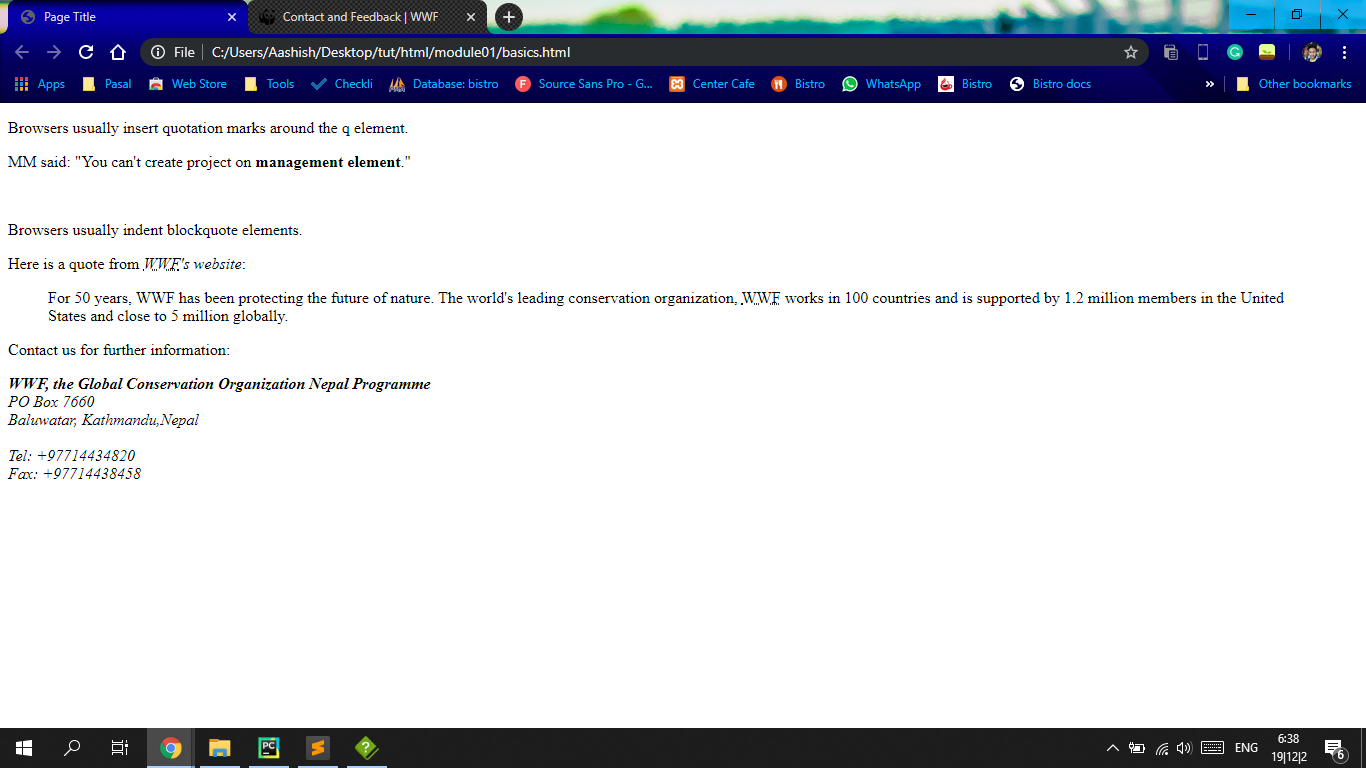 Page Title
Contact and Feedback | WWF
File
C:/Users/Aashish/Desktop/tut/html/module01/basics.html
Apps Pasal Web Store Tools Checkli Database: bistro Source Sans Pro - G... Center Cafe Bistro WhatsApp Bistro Bistro docs » Other bookmarks
Browsers usually insert quotation marks around the q element.
MM said: "You can't create project on management element."
Browsers usually indent blockquote elements.
Here is a quote from WWF's website:
For 50 years, WWF has been protecting the future of nature. The world's leading conservation organization, WWF works in 100 countries and is supported by 1.2 million members in the United
States and close to 5 million globally.
Contact us for further information:
WWF, the Global Conservation Organization Nepal Programme
PO Box 7660
Baluwatar, Kathmandu,Nepal
Tel: +97714434820
Fax: +97714438458
PC
ENG
6:38
19|12|2
6